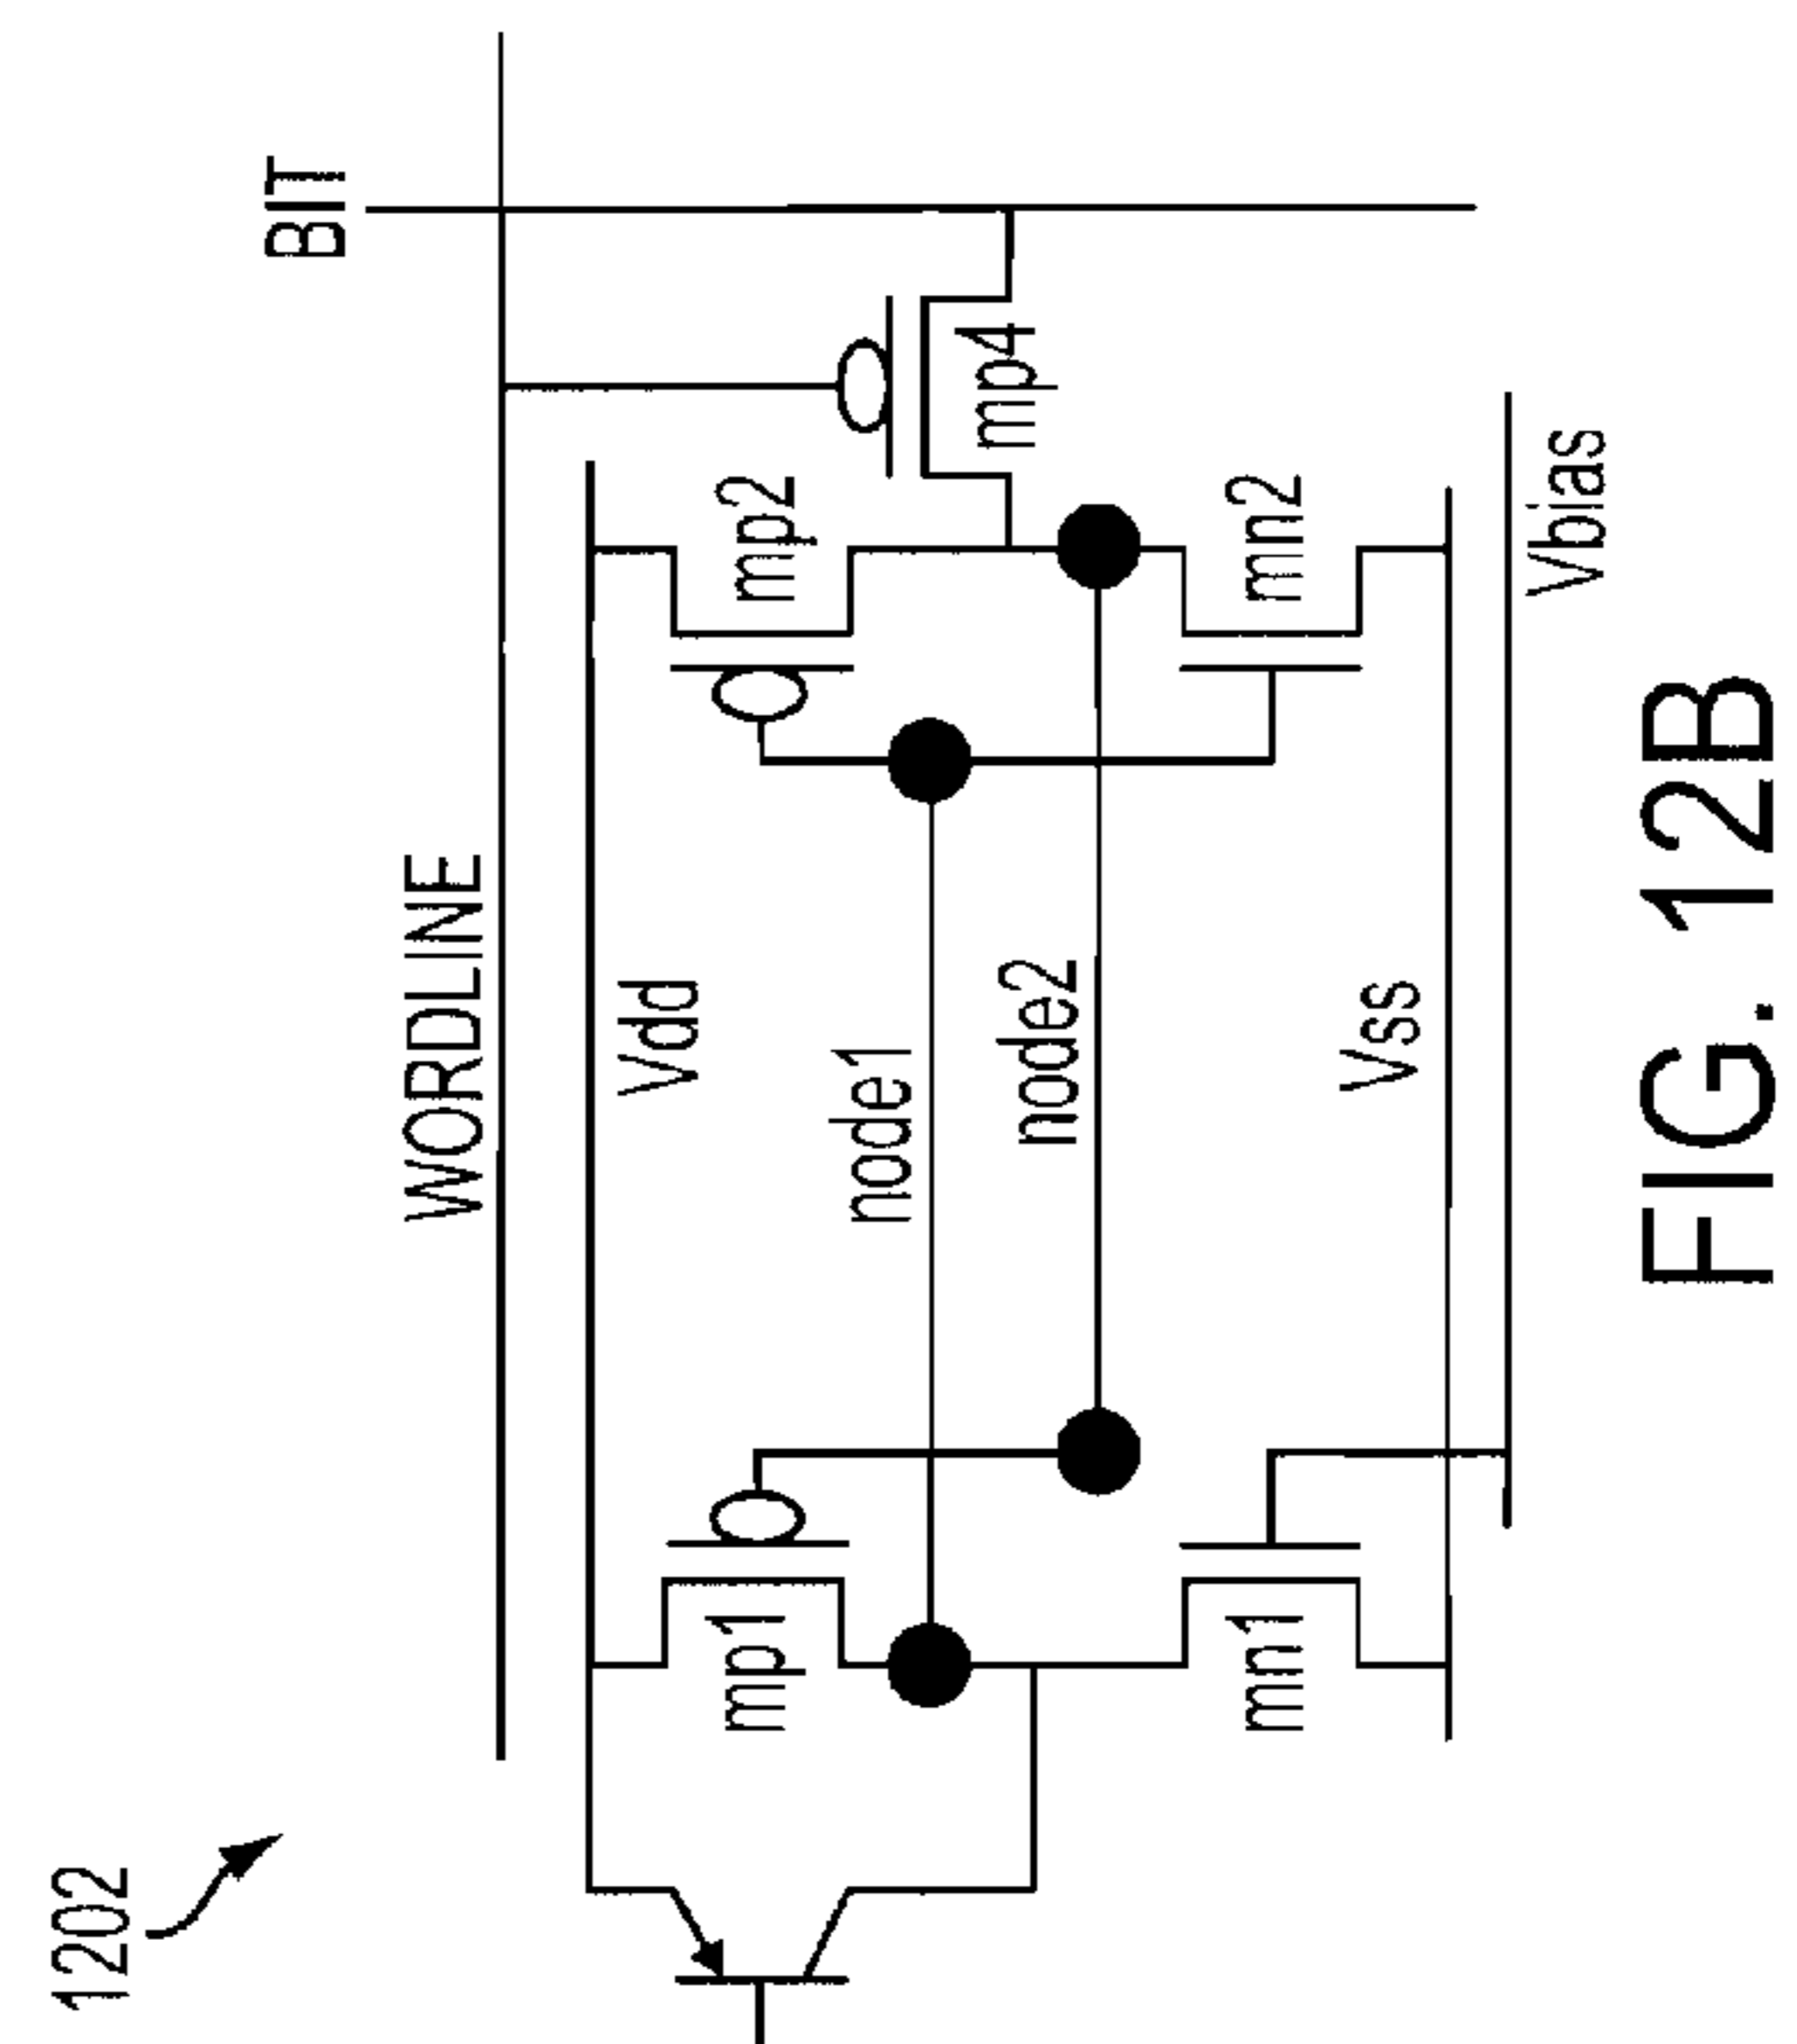 1202
WORDLINE
BIT
Vdd
mp1
mp2
mp4
node1
node2
mn1
mn2
Vss
Vbias
FIG. 12B